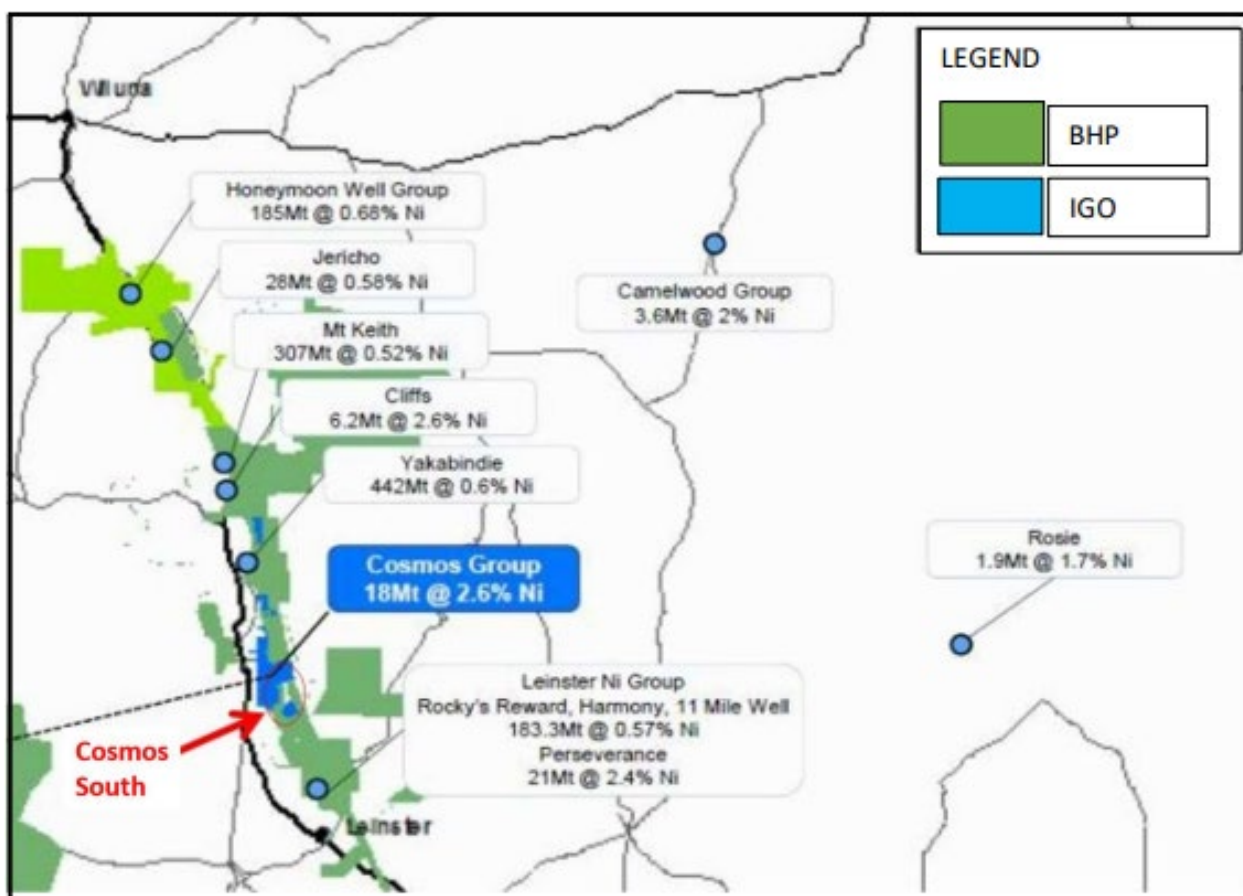 LEGEND
BHP
IGO
Wiluna
Honeymoon Well Group
185Mt @ 0.68% Ni
Jericho
28Mt @ 0.58% Ni
Camelwood Group
3.6Mt @ 2% Ni
Mt Keith
307Mt @ 0.52% Ni
Cliffs
6.2Mt @ 2.6% Ni
Yakabindie
442Mt @ 0.6% Ni
Rosie
1.9Mt @ 1.7% Ni
Cosmos Group
18Mt @ 2.6% Ni
Leinster Ni Group
Rocky's Reward, Harmony, 11 Mile Well
183.3Mt @ 0.57% Ni
Perseverance
21Mt @ 2.4% Ni
Cosmos
South
Leinster